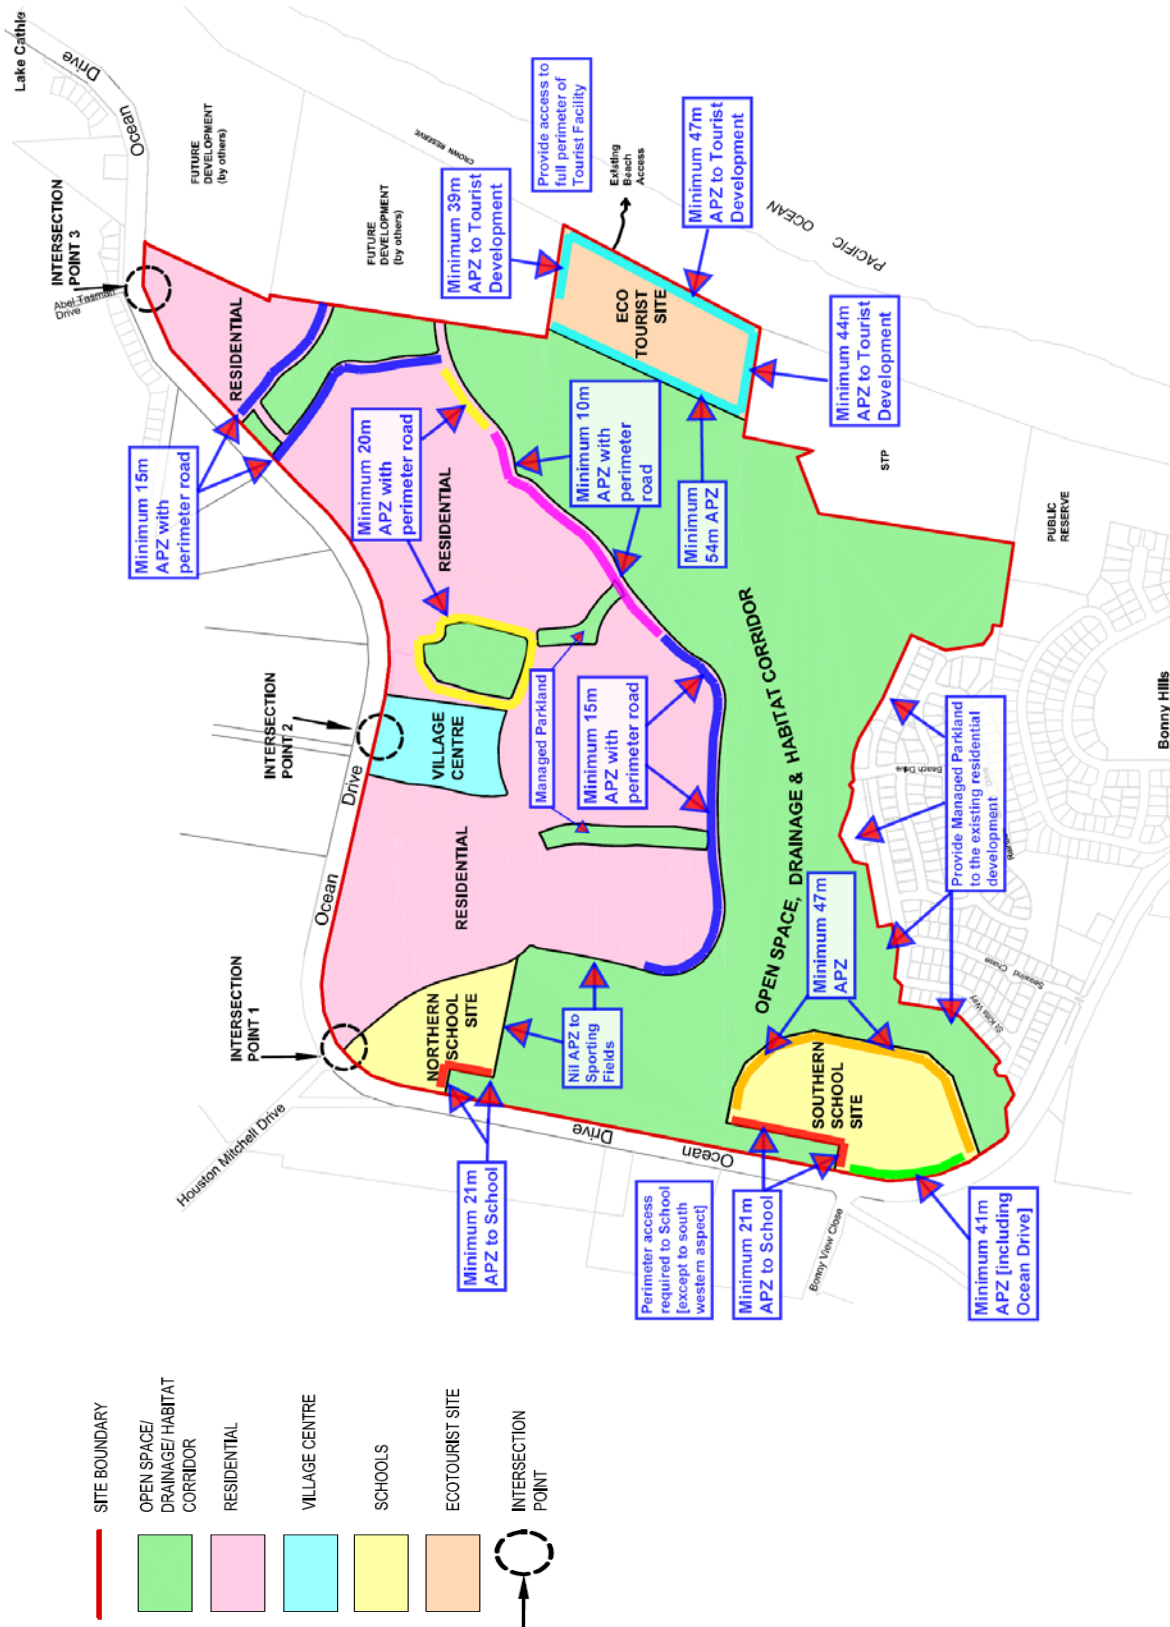 Lake Cathie
Ocean
Drive
INTERSECTION
POINT 3
Abel Tasman
Drive
FUTURE
DEVELOPMENT
(by others)
FUTURE
DEVELOPMENT
(by others)
CROWN RESERVE
Provide access to
full perimeter of
Tourist Facility
Existing
Beach
Access
Minimum 39m
APZ to Tourist
Development
Minimum 47m
APZ to Tourist
Development
PACIFIC OCEAN
ECO
TOURIST
SITE
Minimum 44m
APZ to Tourist
Development
Minimum
54m APZ
STP
PUBLIC
RESERVE
RESIDENTIAL
Minimum 15m
APZ with
perimeter road
Minimum 20m
APZ with
perimeter road
RESIDENTIAL
Minimum 10m
APZ with
perimeter
road
INTERSECTION
POINT 2
Ocean
Drive
VILLAGE
CENTRE
Managed Parkland
Minimum 15m
APZ with
perimeter road
RESIDENTIAL
OPEN SPACE, DRAINAGE & HABITAT CORRIDOR
Beach Drive
Bonny Hills
Provide Managed Parkland
to the existing residential
development
Seawind Chase
St Kitts Way
INTERSECTION
POINT 1
Houston Mitchell Drive
NORTHERN
SCHOOL
SITE
Nil APZ to
Sporting
Fields
Minimum 47m
APZ
SOUTHERN
SCHOOL
SITE
Ocean
Drive
Minimum 21m
APZ to School
Perimeter access
required to School
[except to south
western aspect]
Minimum 21m
APZ to School
Bonny View Close
Minimum 41m
APZ [including
Ocean Drive]
SITE BOUNDARY
OPEN SPACE/
DRAINAGE/ HABITAT
CORRIDOR
RESIDENTIAL
VILLAGE CENTRE
SCHOOLS
ECOTOURIST SITE
INTERSECTION
POINT